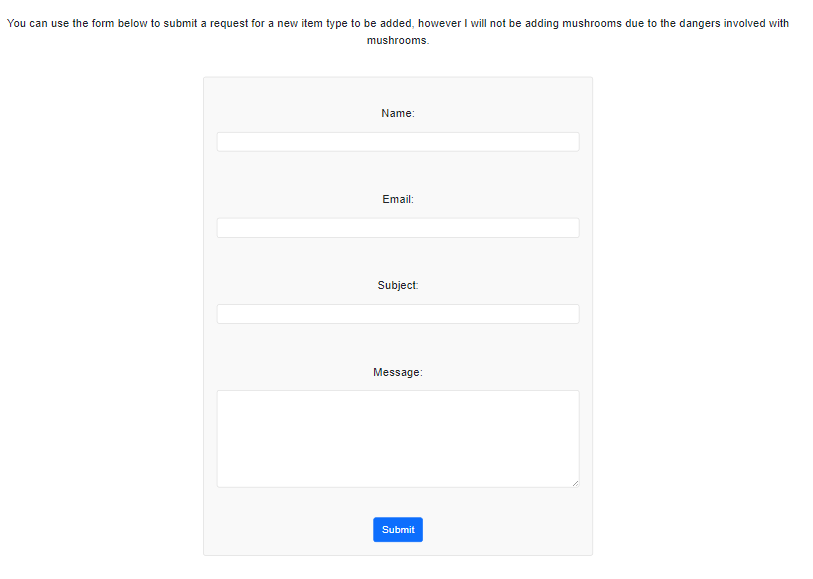 You can use the form below to submit a request for a new item type to be added, however I will not be adding mushrooms due to the dangers involved with
mushrooms.
Name:
Email:
Subject:
Message:
Submit